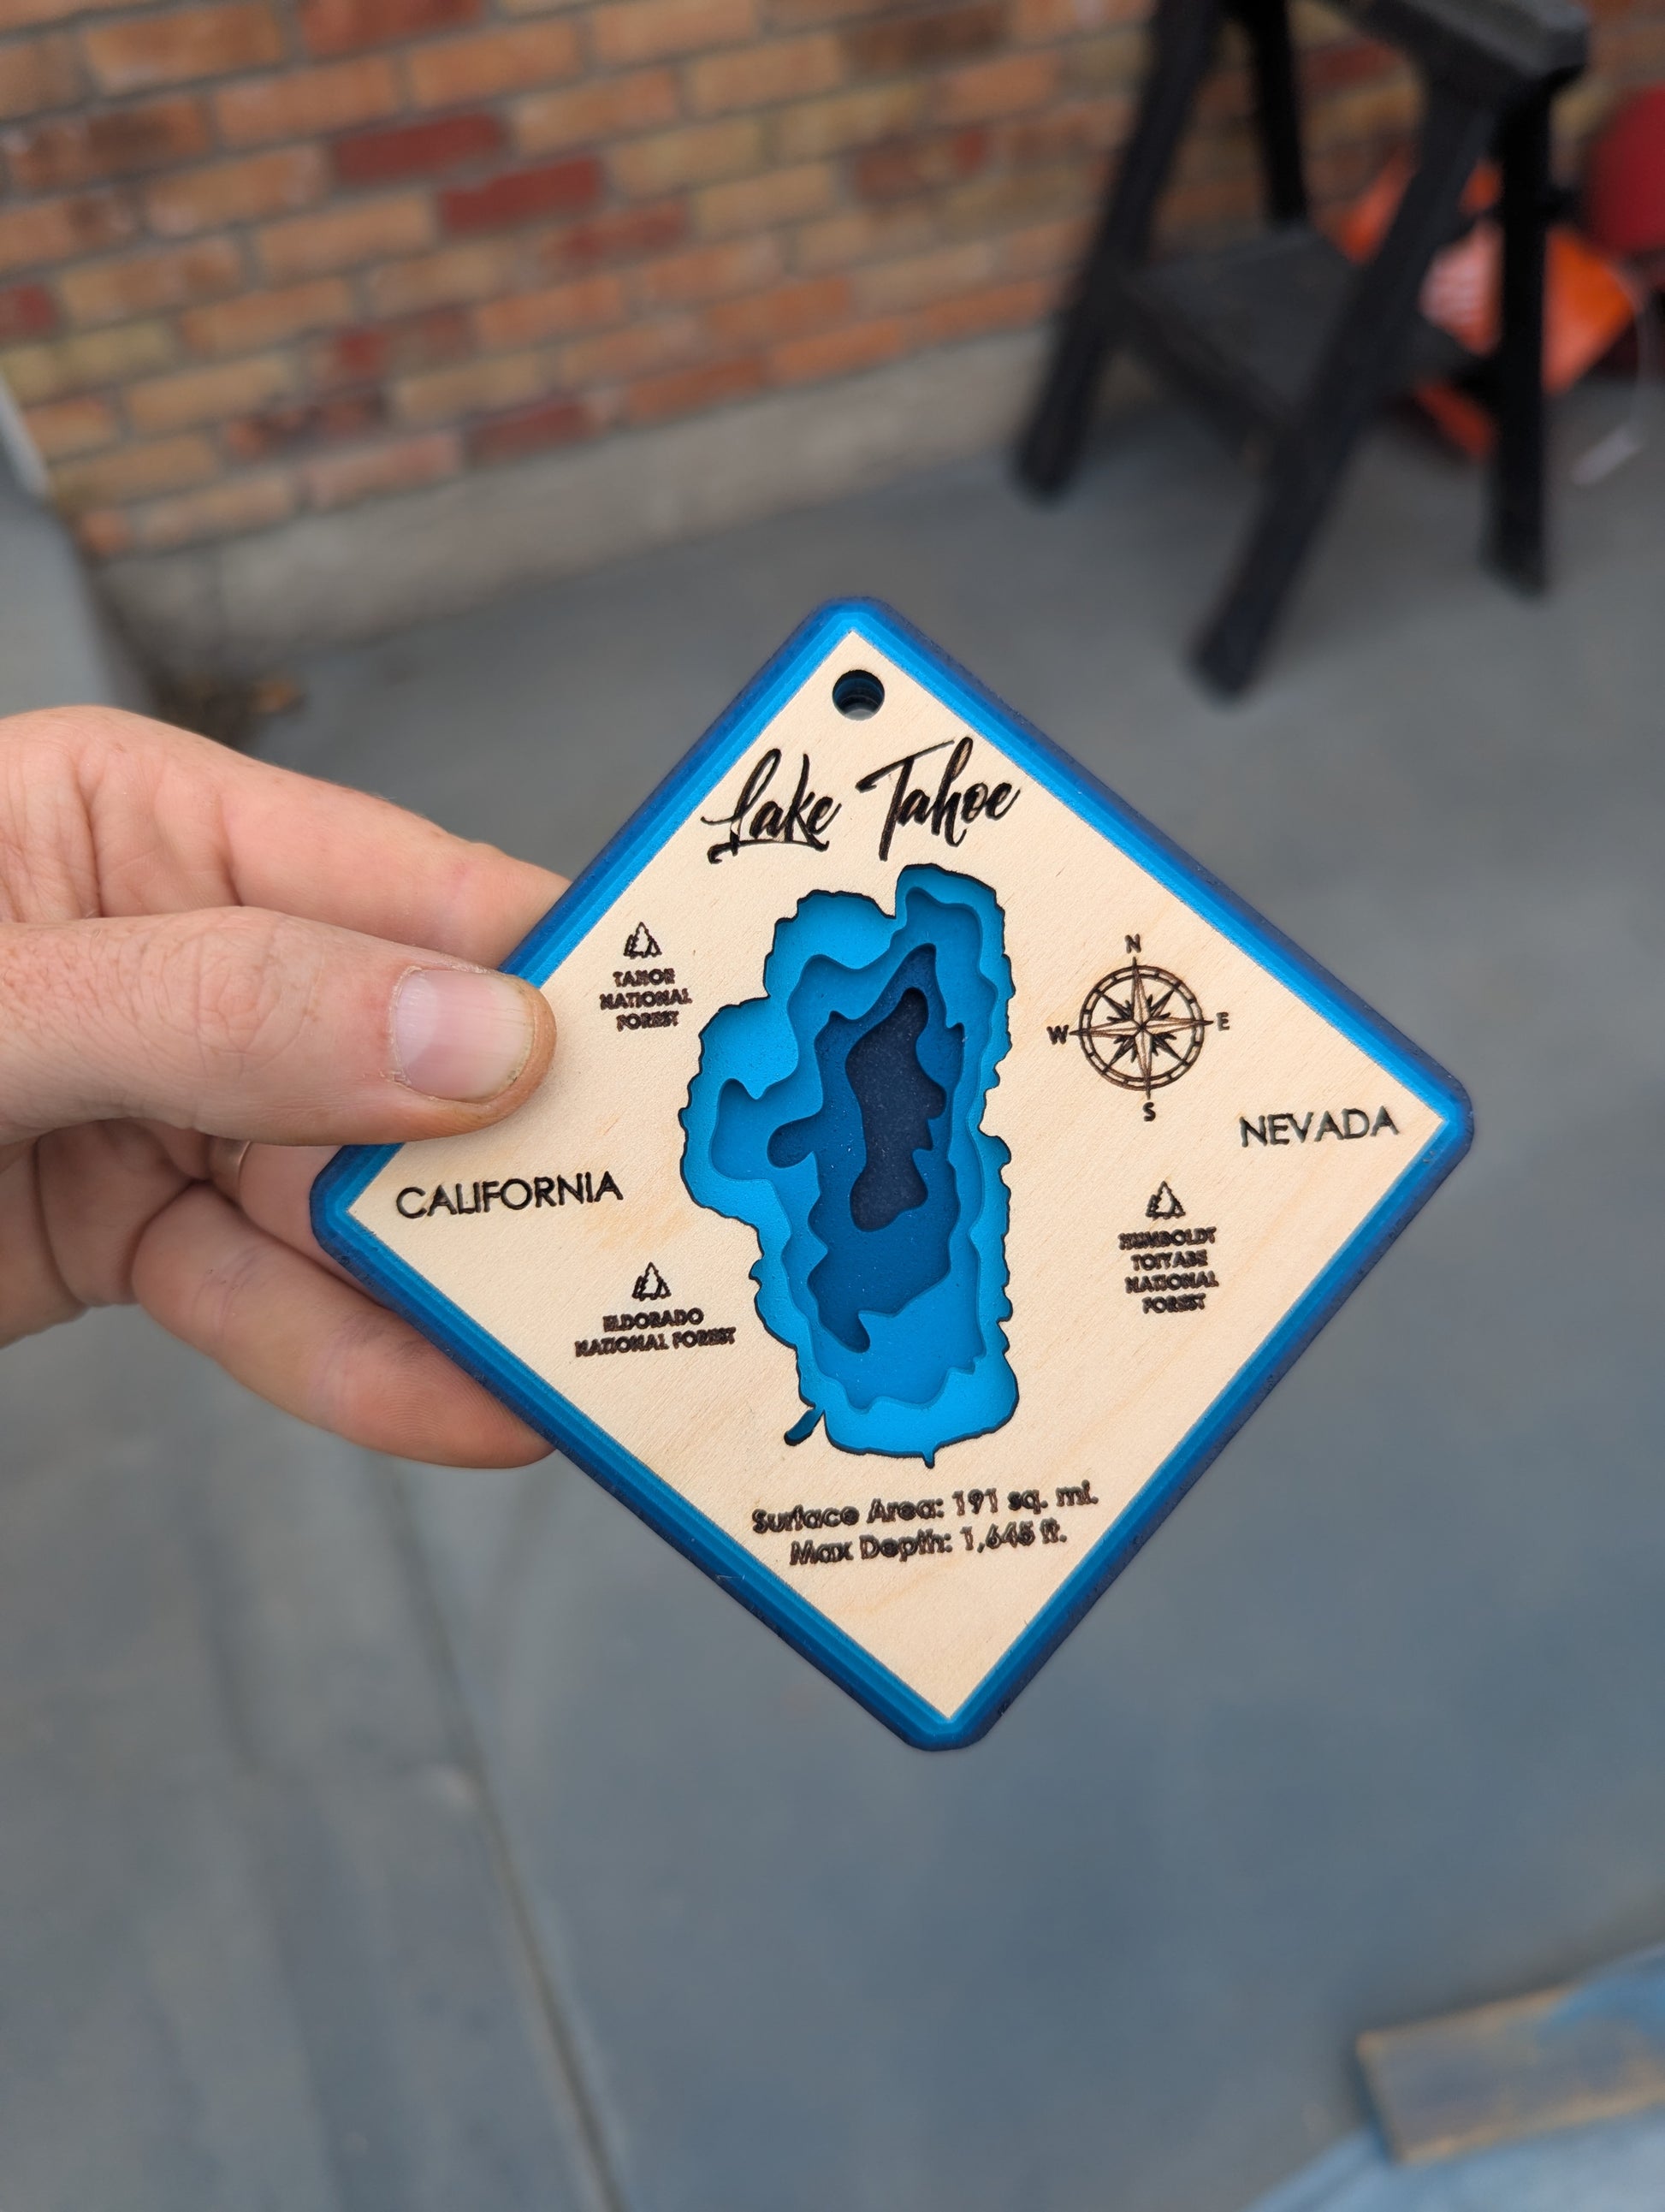 Lake Tahoe
TAHOE
NATIONAL
FOREST
N
W
E
S
NEVADA
CALIFORNIA
HUMBOLDT
TOIYABE
NATIONAL
FOREST
ELDORADO
NATIONAL FOREST
Surface Area: 191 sq. mi.
Max Depth: 1,645 ft.